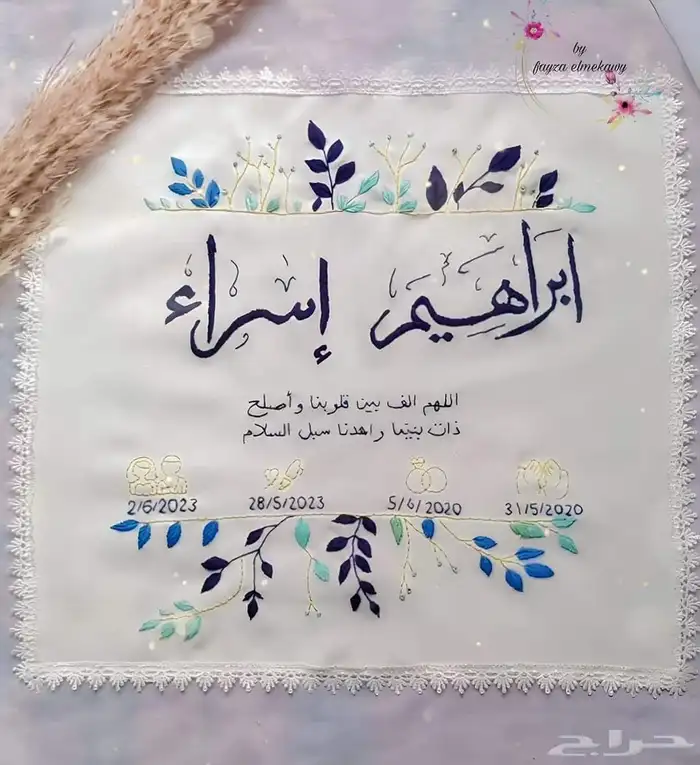 by
fayza elmekawy
ابراهيم إسراء
اللهم الف بين قلوبنا وأصلح
ذات بيننا واهدنا سبل السلام
31/5/2020
5/6/2020
28/5/2023
2/6/2023
حراج